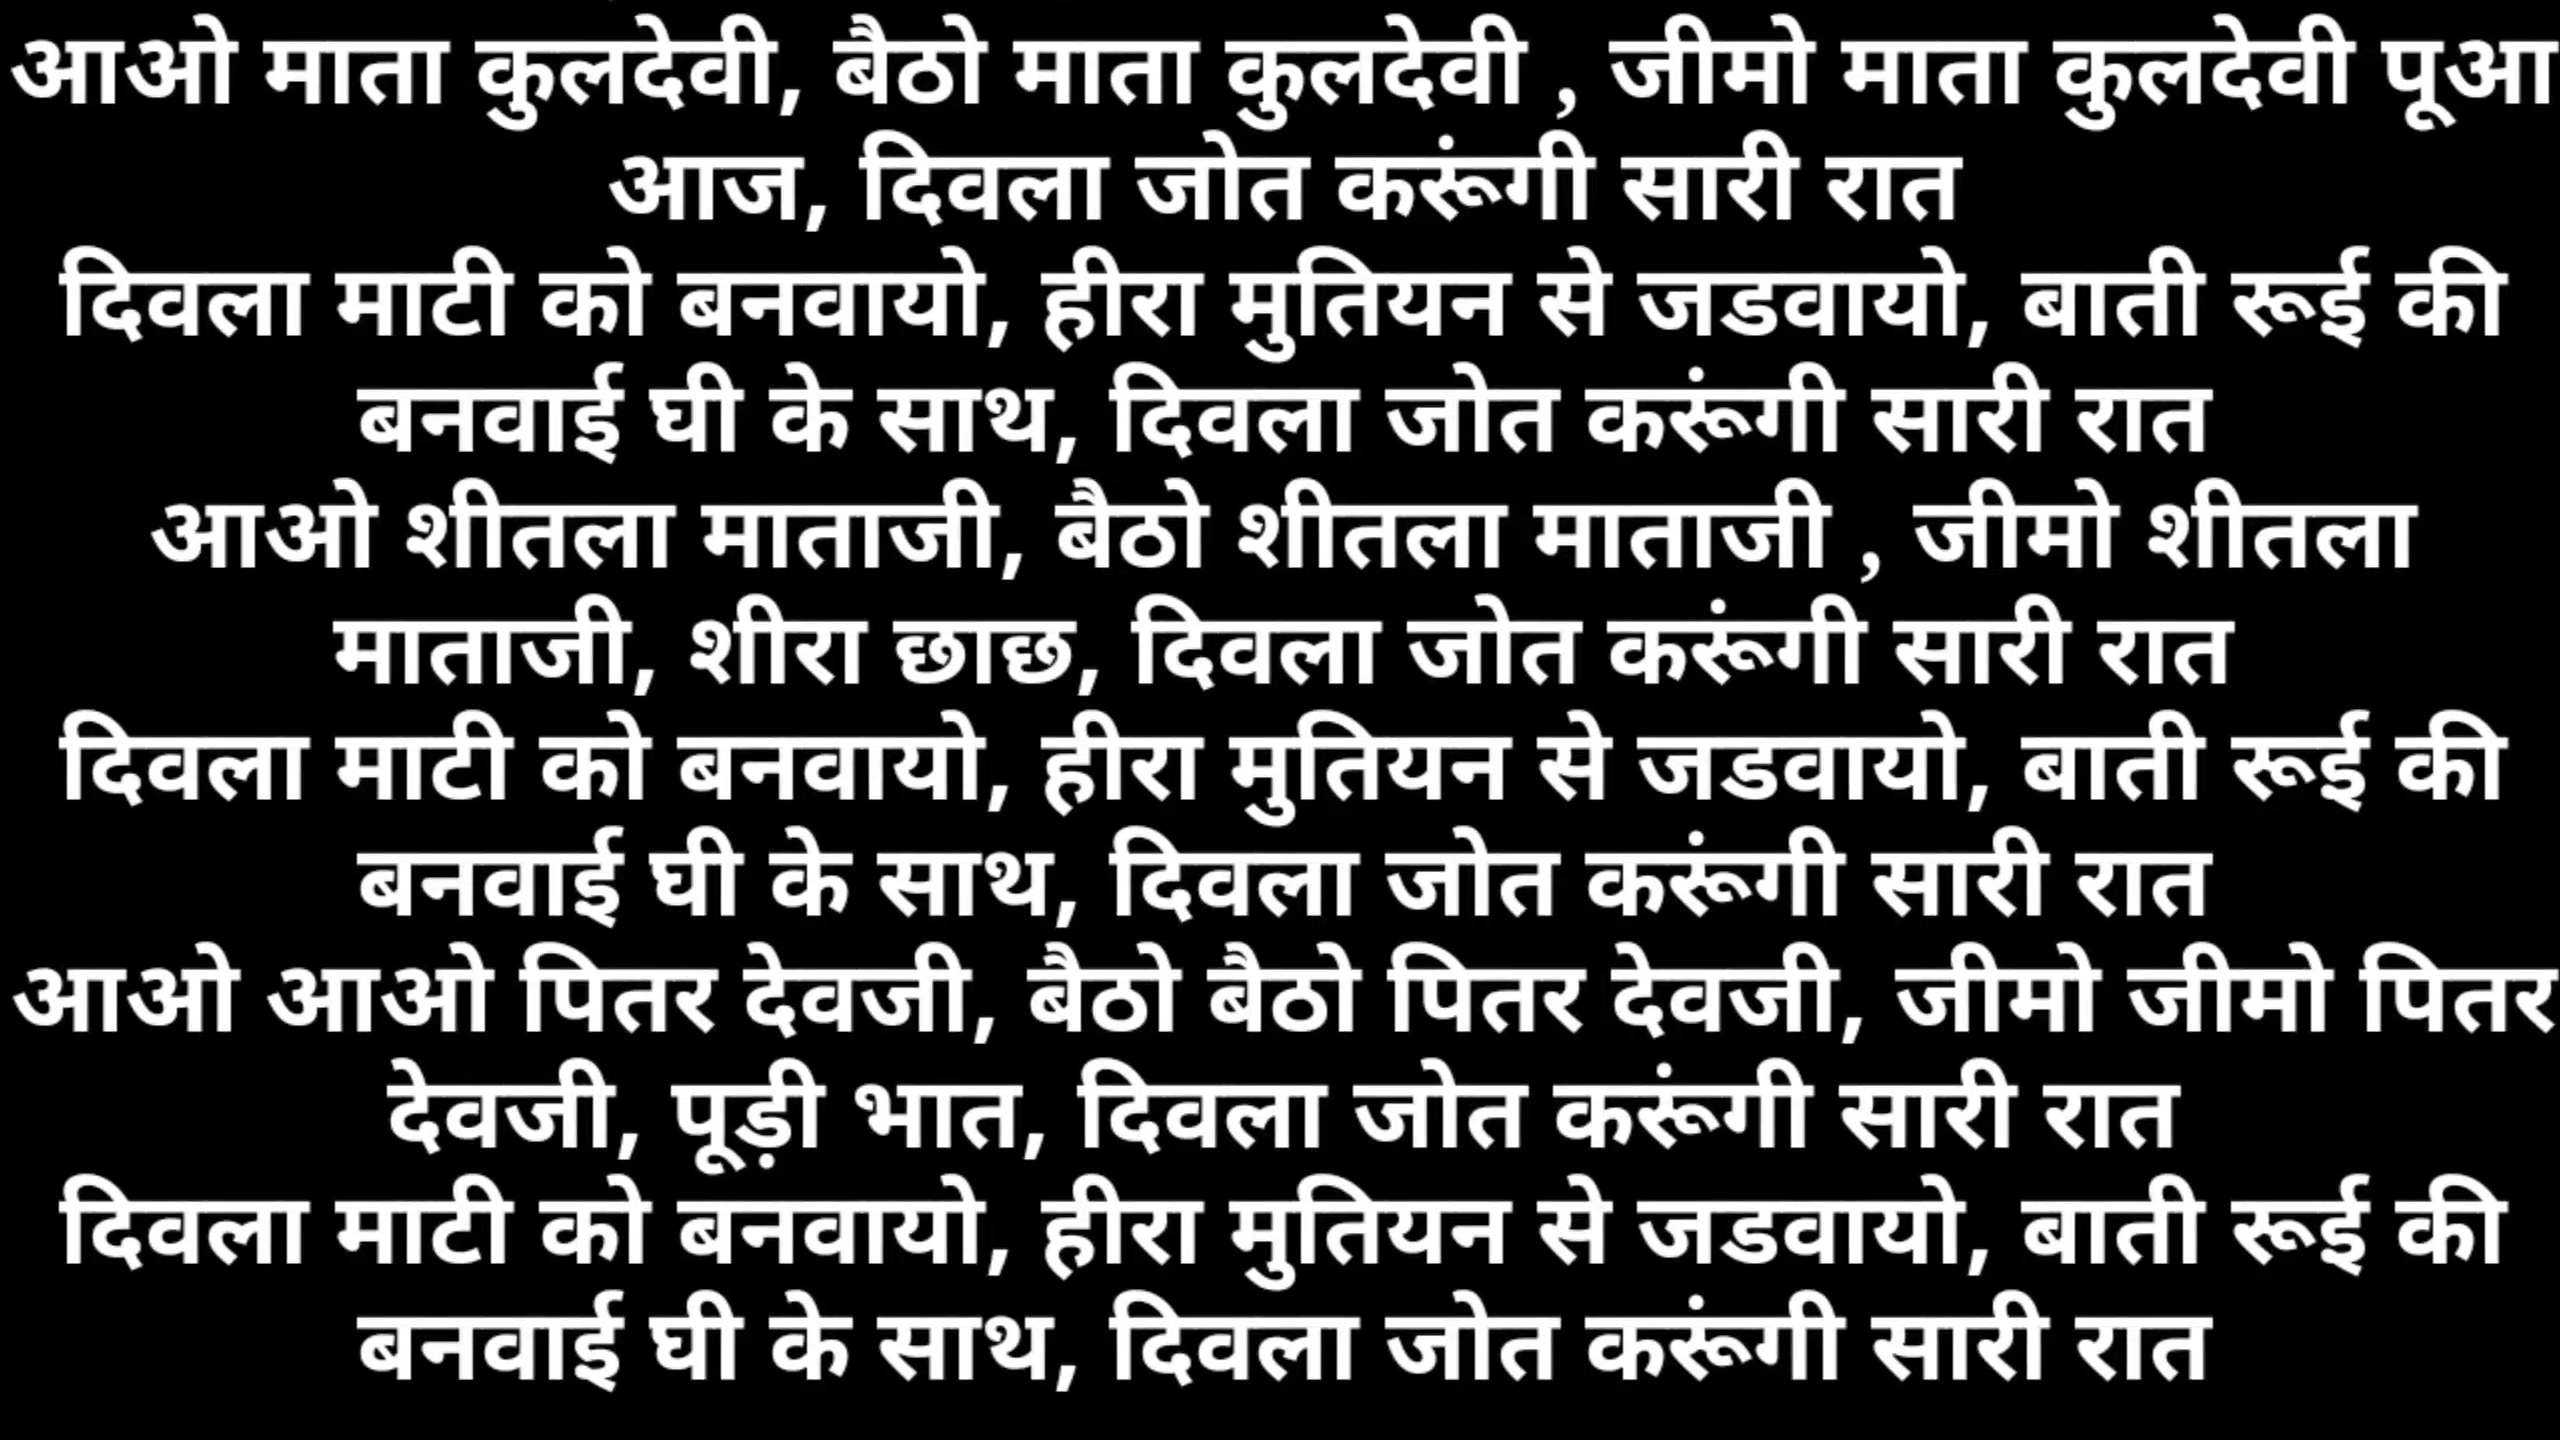 आओ माता कुलदेवी, बैठो माता कुलदेवी , जीमो माता कुलदेवी पूआ
आज, दिवला जोत करूंगी सारी रात
दिवला माटी को बनवायो, हीरा मुतियन से जडवायो, बाती रूई की
बनवाई घी के साथ, दिवला जोत करूंगी सारी रात
आओ शीतला माताजी, बैठो शीतला माताजी , जीमो शीतला
माताजी, शीरा छाछ, दिवला जोत करूंगी सारी रात
दिवला माटी को बनवायो, हीरा मुतियन से जडवायो, बाती रूई की
बनवाई घी के साथ, दिवला जोत करूंगी सारी रात
आओ आओ पितर देवजी, बैठो बैठो पितर देवजी, जीमो जीमो पितर
देवजी, पूड़ी भात, दिवला जोत करूंगी सारी रात
दिवला माटी को बनवायो, हीरा मुतियन से जडवायो, बाती रूई की
बनवाई घी के साथ, दिवला जोत करूंगी सारी रात